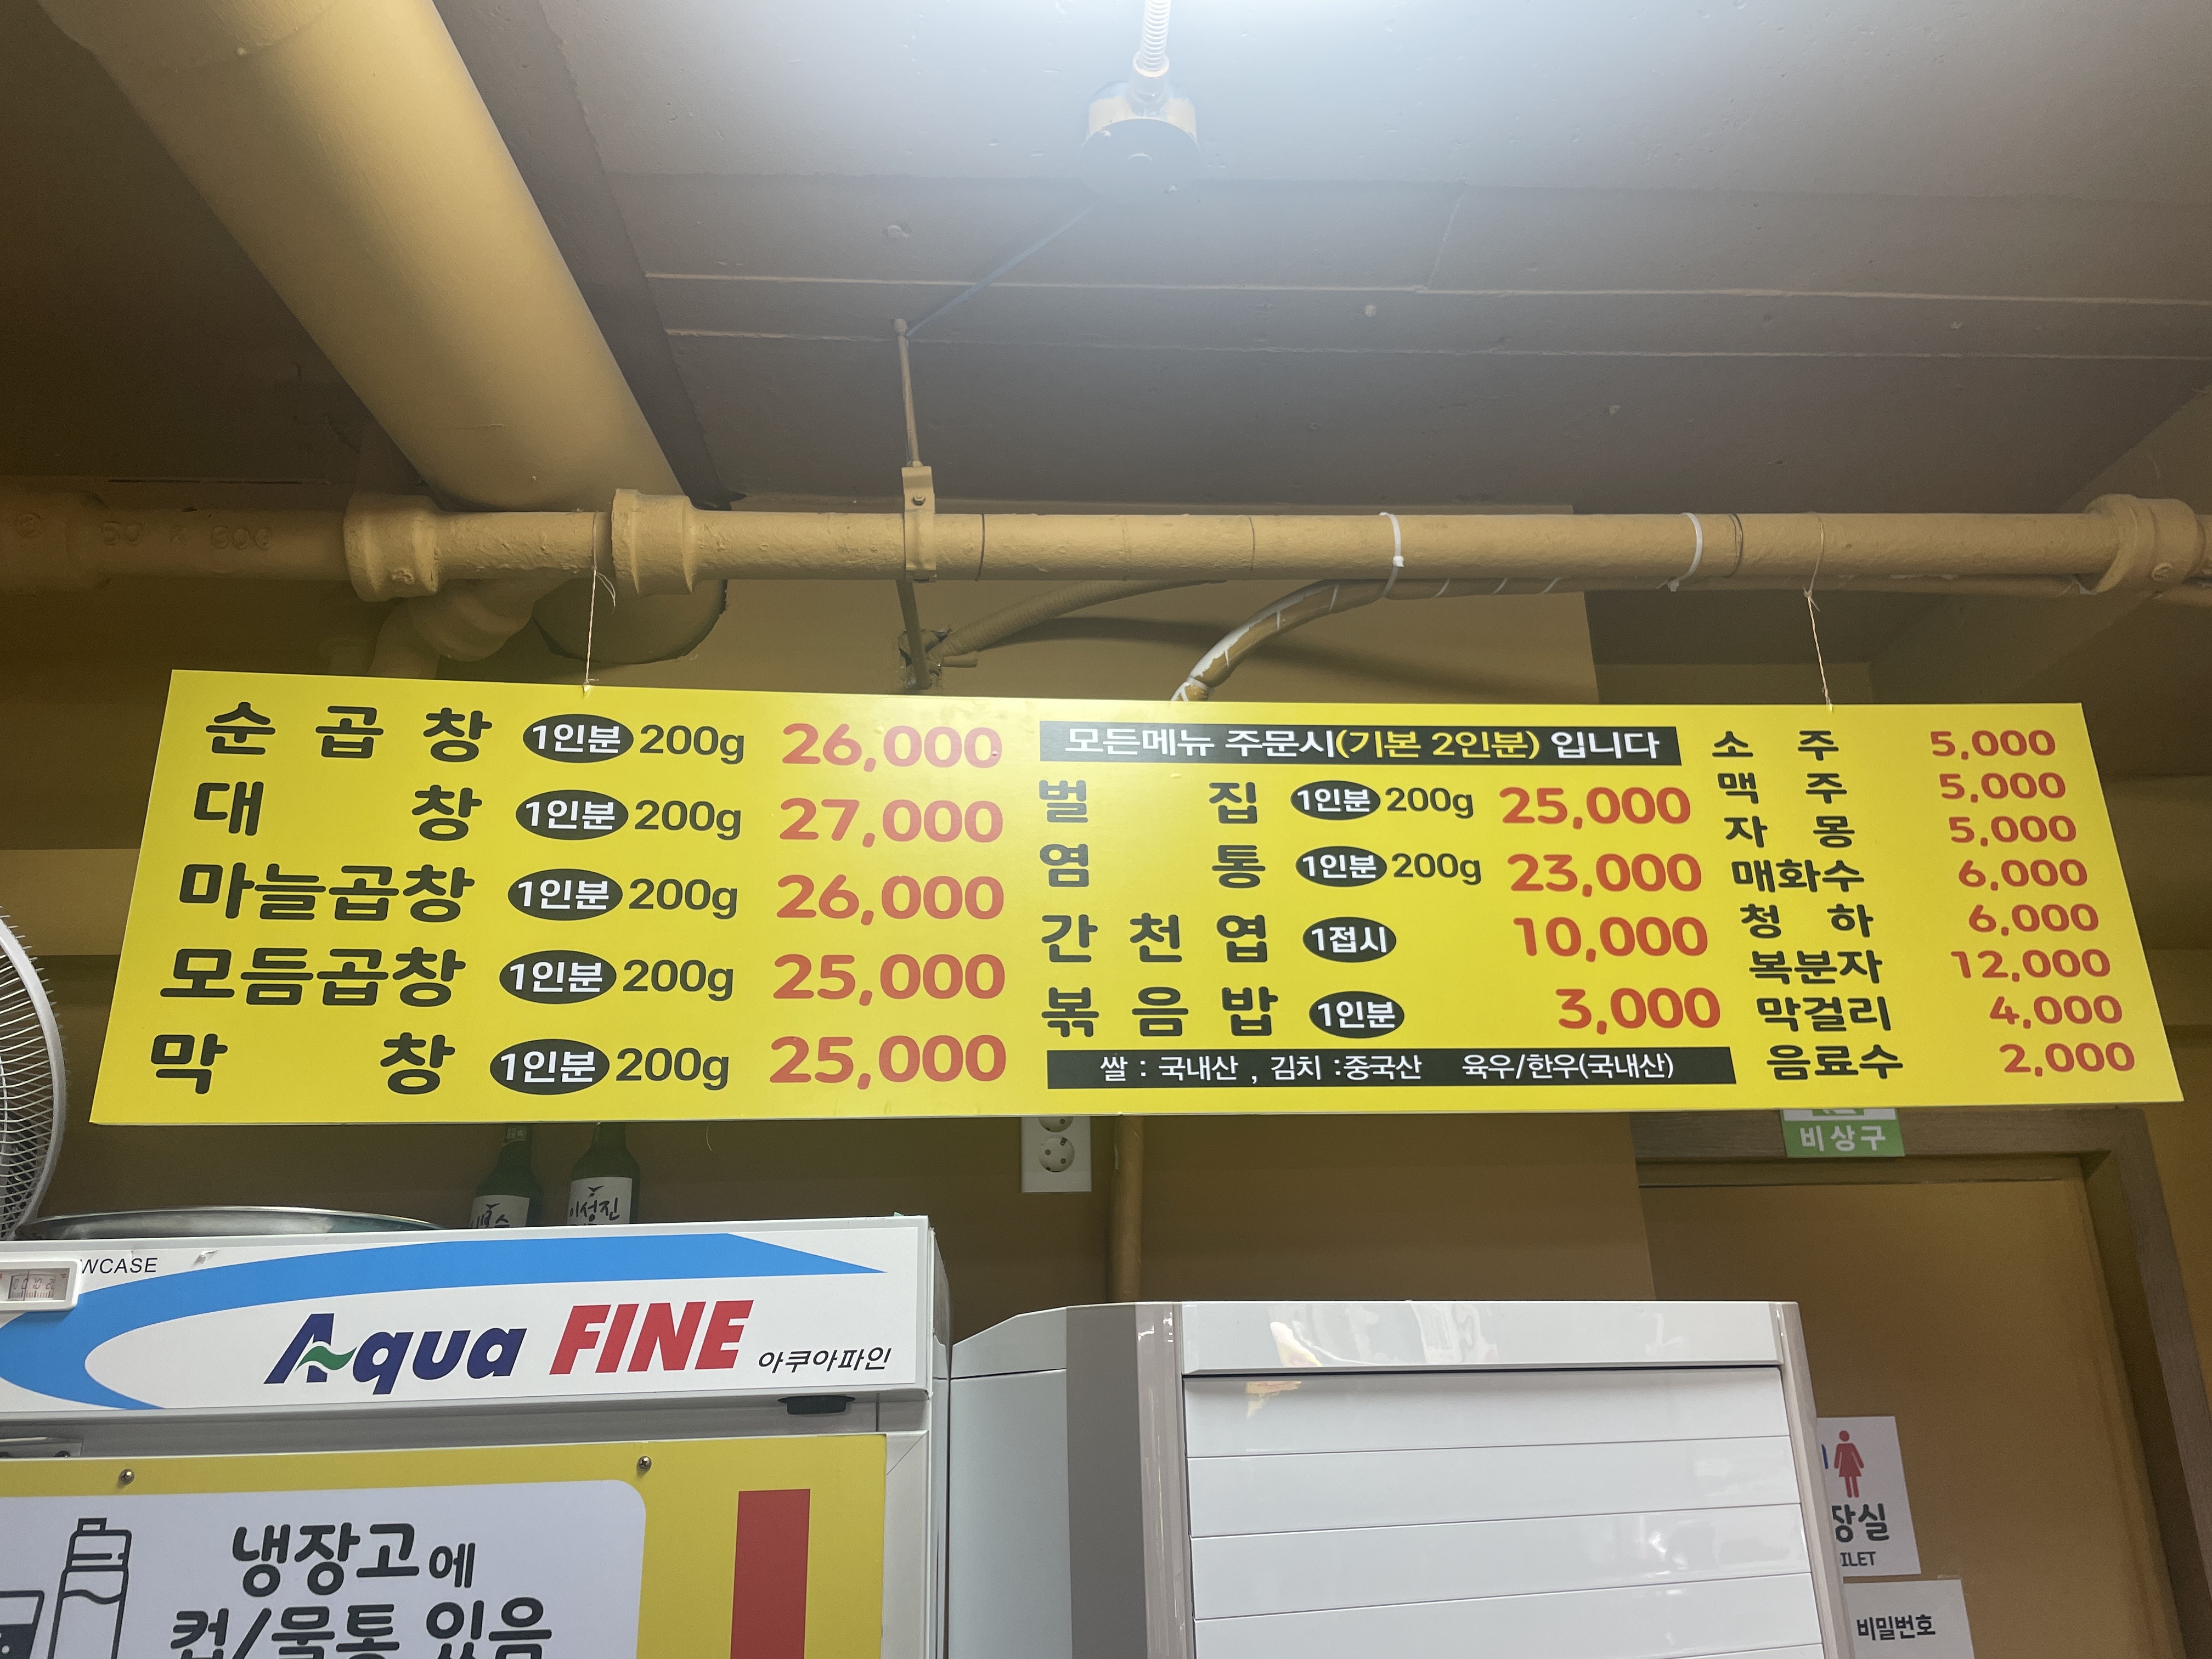 순곱창 1인분 200g 26,000
대창 1인분 200g 27,000
마늘곱창 1인분 200g 26,000
모듬곱창 1인분 200g 25,000
막창 1인분 200g 25,000
모든메뉴 주문시(기본 2인분) 입니다
벌집 1인분 200g 25,000
염통 1인분 200g 23,000
간천엽 1접시 10,000
볶음밥 1인분 3,000
쌀 : 국내산 , 김치 :중국산 육우/한우(국내산)
소주 5,000
맥주 5,000
자몽 5,000
매화수 6,000
청하 6,000
복분자 12,000
막걸리 4,000
음료수 2,000
비상구
이성진
WCASE
Aqua FINE 아쿠아파인
냉장고에
컵/물통 있음
장실
ILET
비밀번호